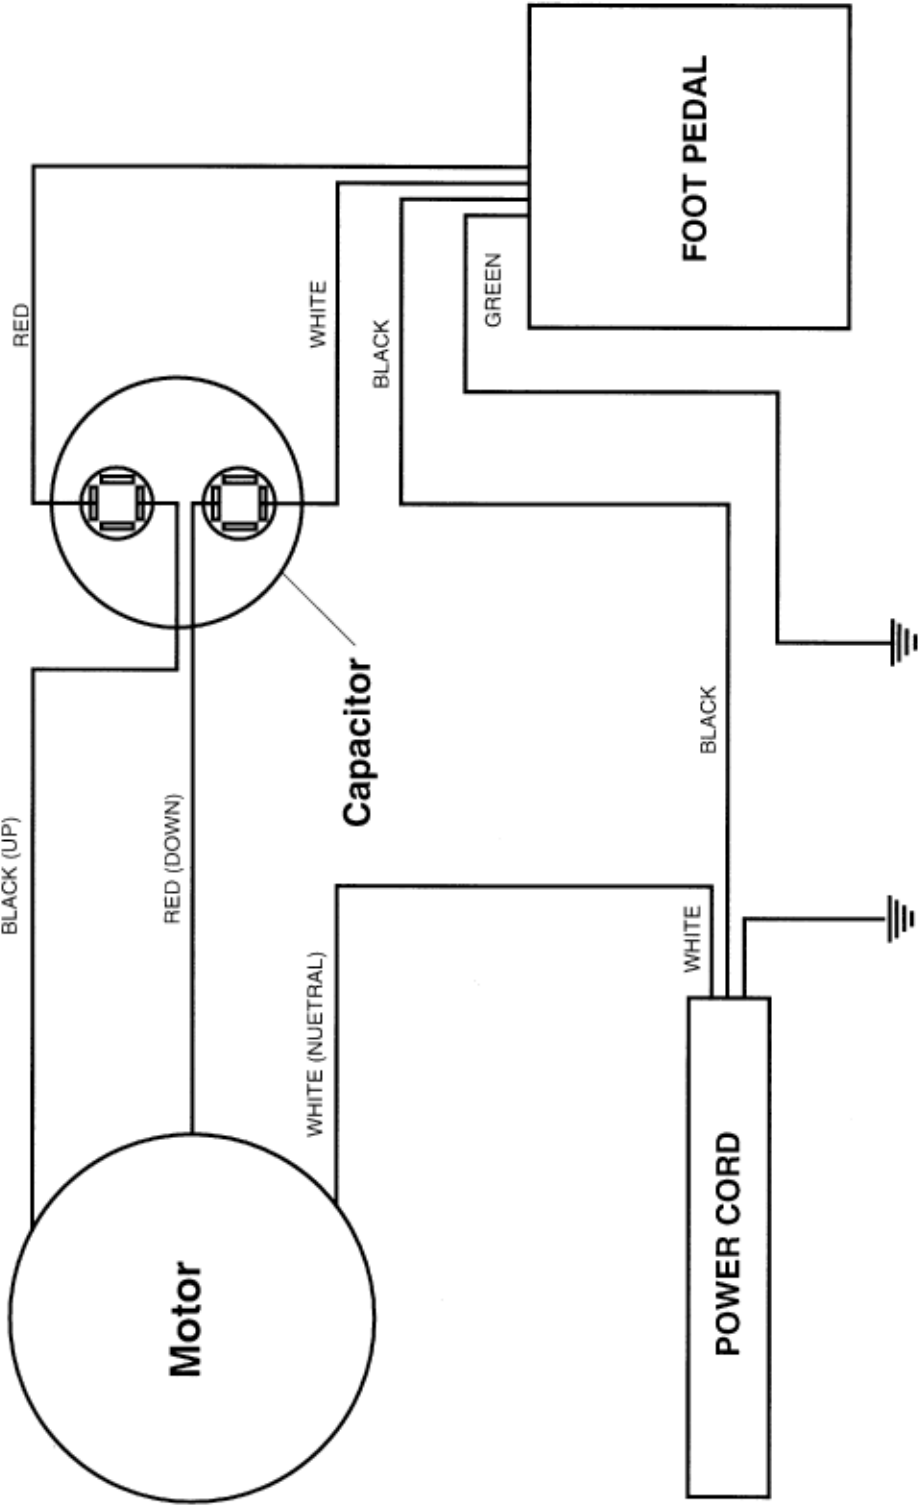 RED
WHITE
BLACK
GREEN
FOOT PEDAL
Capacitor
BLACK
BLACK (UP)
RED (DOWN)
WHITE (NUETRAL)
WHITE
Motor
POWER CORD